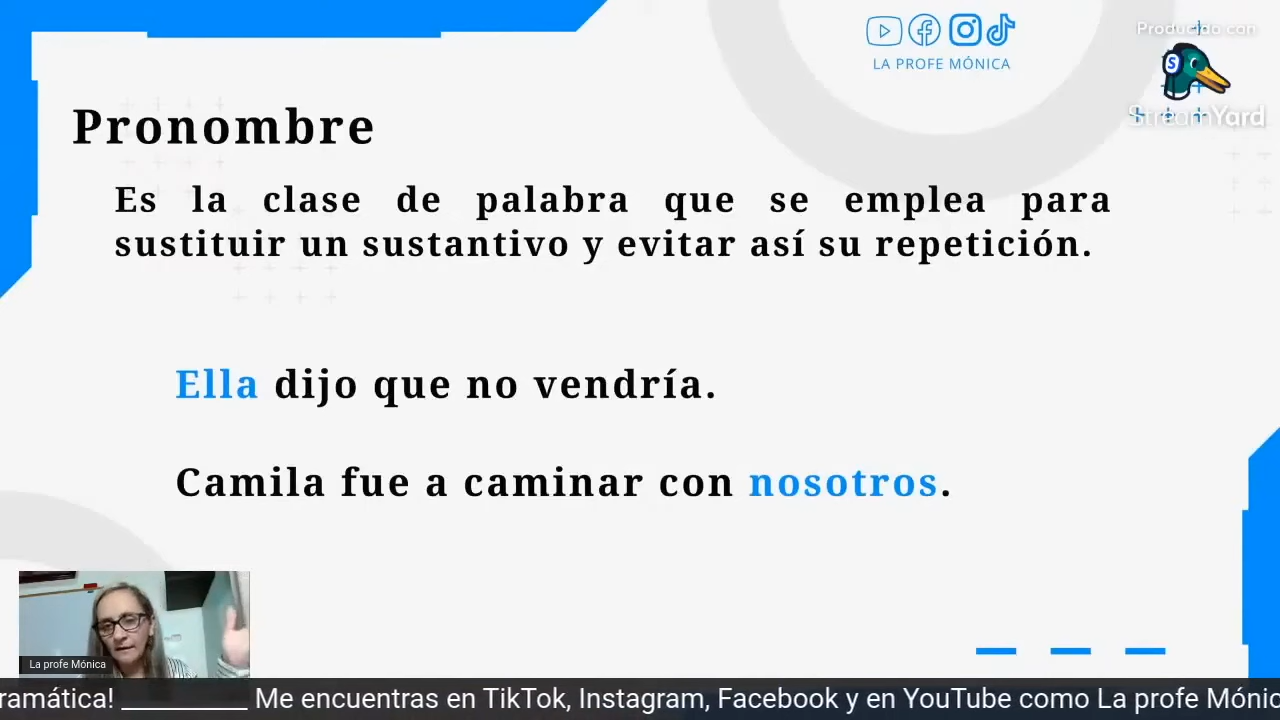 LA PROFE MÓNICA
Producido con
StreamYard
Pronombre
Es la clase de palabra que se emplea para
sustituir un sustantivo y evitar así su repetición.
Ella dijo que no vendría.
Camila fue a caminar con nosotros.
La profe Mónica
ramática! __________ Me encuentras en TikTok, Instagram, Facebook y en YouTube como La profe Mónic